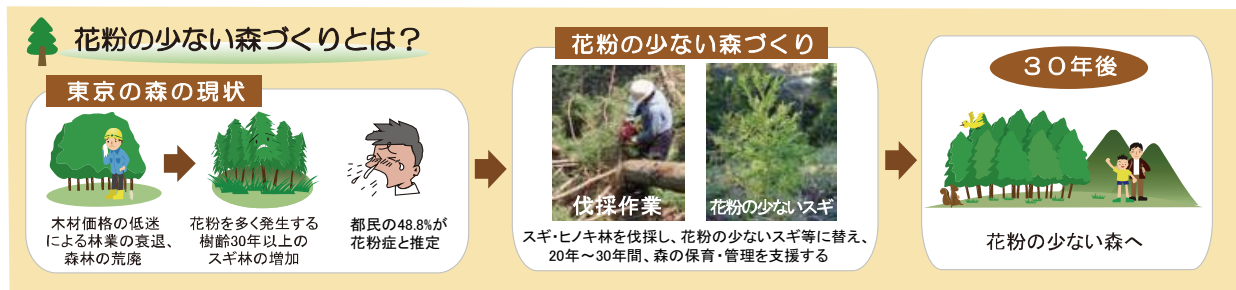 花粉の少ない森づくりとは？
東京の森の現状
木材価格の低迷
による林業の衰退、
森林の荒廃
花粉を多く発生する
樹齢30年以上の
スギ林の増加
都民の48.8%が
花粉症と推定
花粉の少ない森づくり
伐採作業
花粉の少ないスギ
スギ・ヒノキ林を伐採し、花粉の少ないスギ等に替え、
20年～30年間、森の保育・管理を支援する
３０年後
花粉の少ない森へ